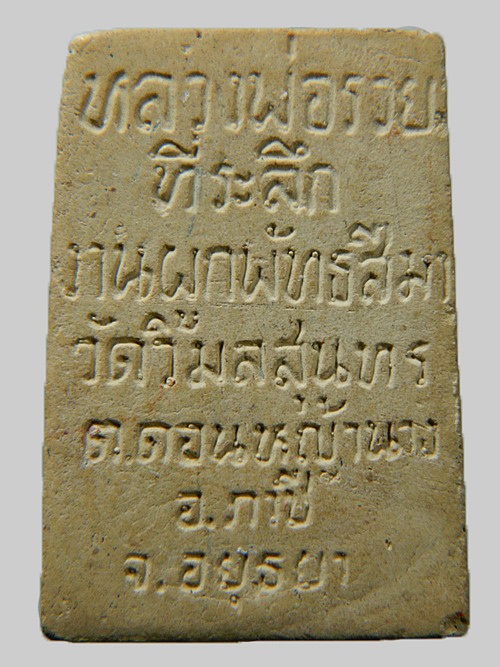 หลวงพ่อรวย
ที่ระลึก
งานผูกพัทธสีมา
วัดวิมลสุนทร
ต.ดอนหญ้านาง
อ.ภาชี
จ.อยุธยา